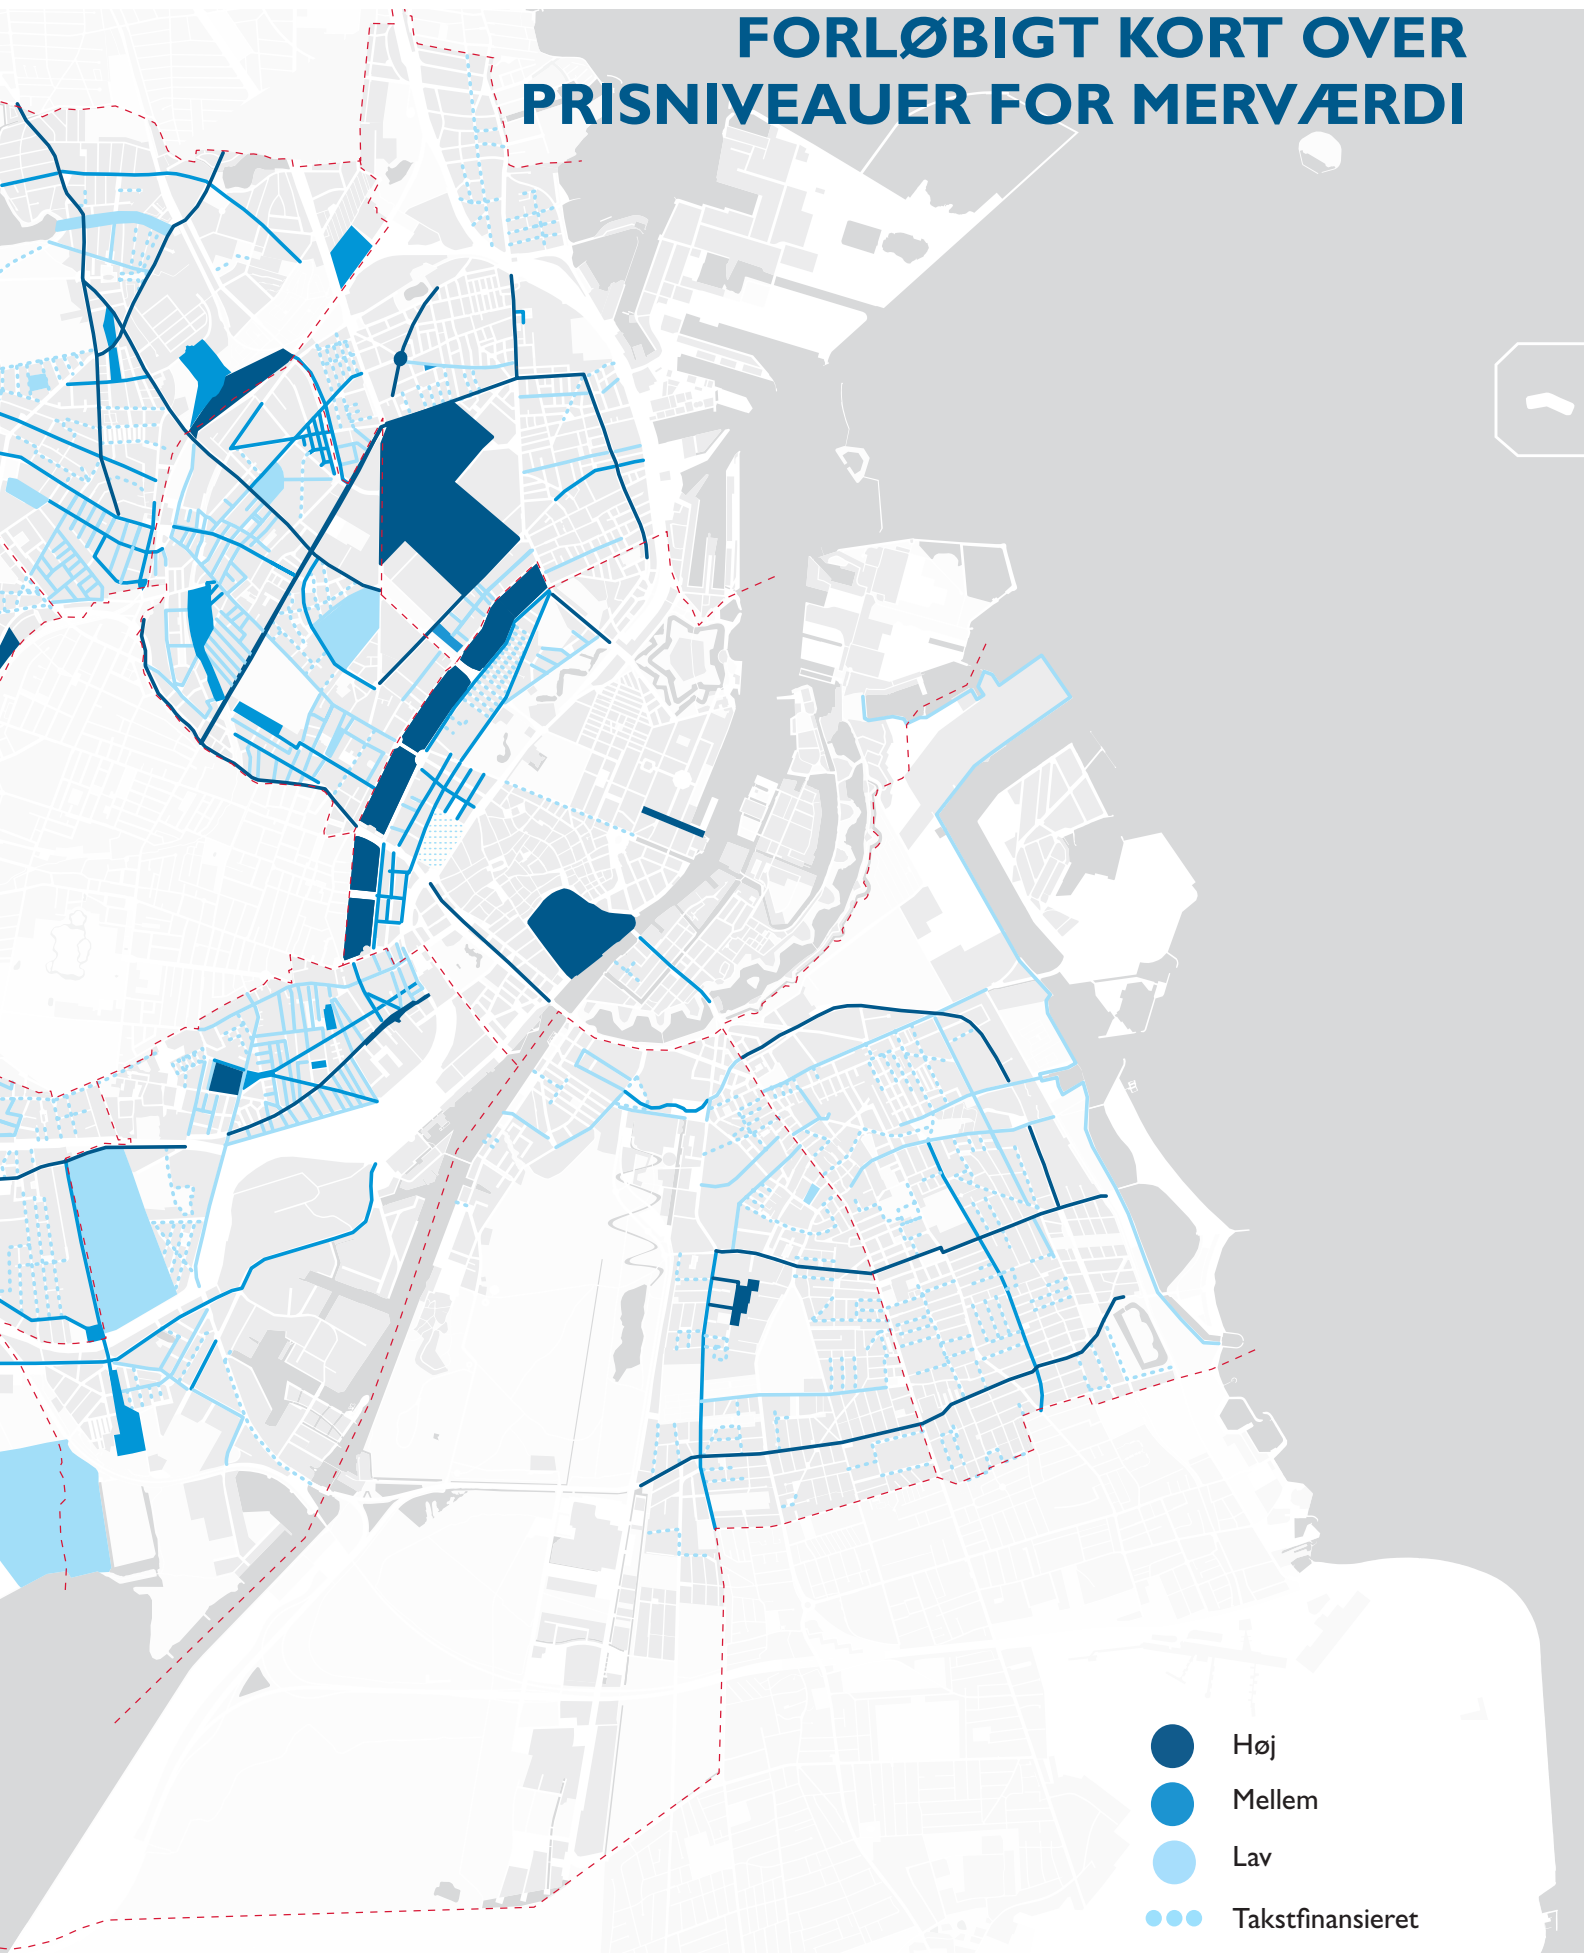 FORLØBIGT KORT OVER
PRISNIVEAUER FOR MERVÆRDI
Høj
Mellem
Lav
Takstfinansieret